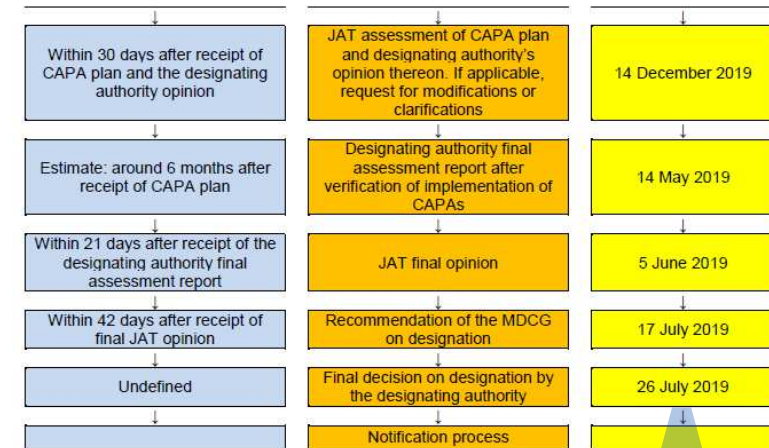 Within 30 days after receipt of
CAPA plan and the designating
authority opinion
JAT assessment of CAPA plan
and designating authority's
opinion thereon. If applicable,
request for modifications or
clarifications
14 December 2019
Estimate: around 6 months after
receipt of CAPA plan
Designating authority final
assessment report after
verification of implementation of
CAPAs
14 May 2019
Within 21 days after receipt of the
designating authority final
assessment report
JAT final opinion
5 June 2019
Within 42 days after receipt of
final JAT opinion
Recommendation of the MDCG
on designation
17 July 2019
Undefined
Final decision on designation by
the designating authority
26 July 2019
Notification process